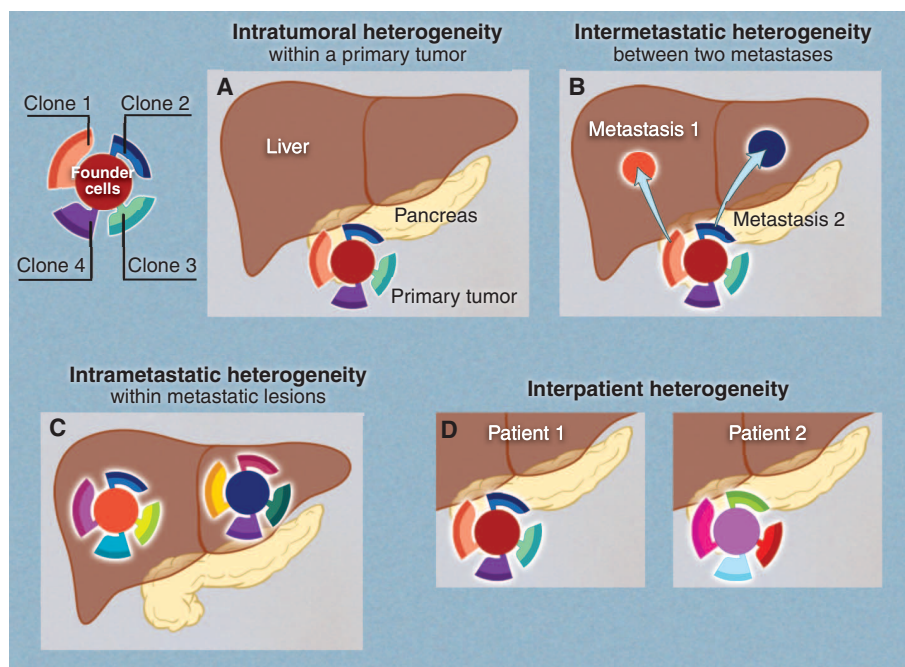 Clone 1
Clone 2
Founder
cells
Clone 4
Clone 3
Intratumoral heterogeneity
within a primary tumor
A
Liver
Pancreas
Primary tumor
Intermetastatic heterogeneity
between two metastases
B
Metastasis 1
Metastasis 2
Intrametastatic heterogeneity
within metastatic lesions
C
Interpatient heterogeneity
D
Patient 1
Patient 2